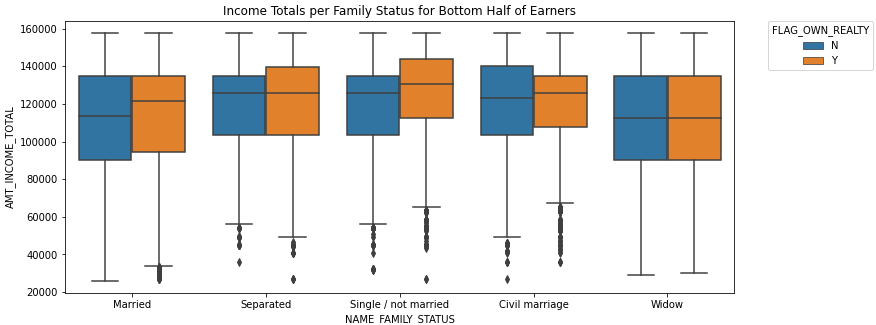 Income Totals per Family Status for Bottom Half of Earners
FLAG_OWN_REALTY
N
Y
AMT_INCOME_TOTAL
160000
140000
120000
100000
80000
60000
40000
20000
Married
Separated
Single / not married
Civil marriage
Widow
NAME_FAMILY_STATUS